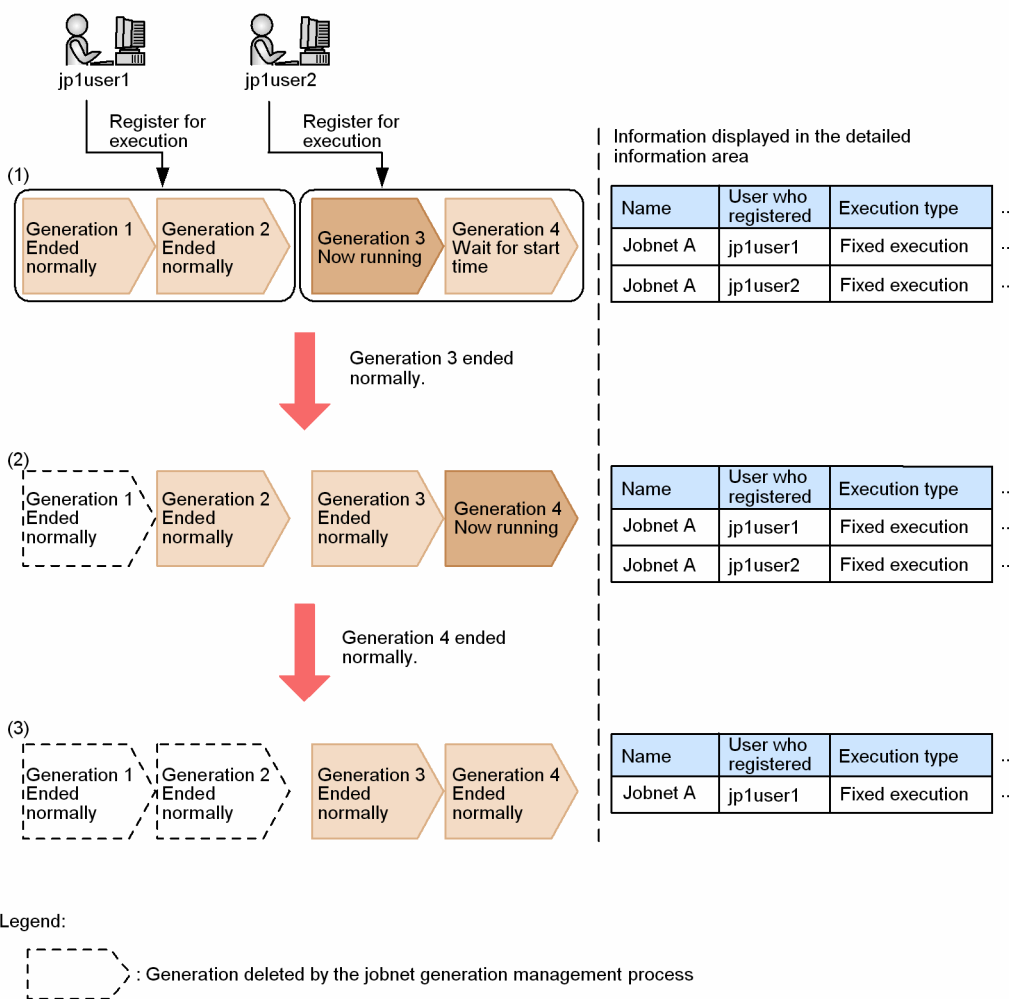 jp1user1
jp1user2
Register for
execution
Register for
execution
Information displayed in the detailed
information area
(1)
Generation 1
Ended
normally
Generation 2
Ended
normally
Generation 3
Now running
Generation 4
Wait for start
time
Name
User who
registered
Execution type
..
Jobnet A
jp1user1
Fixed execution
..
Jobnet A
jp1user2
Fixed execution
..
Generation 3 ended
normally.
(2)
Generation 1
Ended
normally
Generation 2
Ended
normally
Generation 3
Ended
normally
Generation 4
Now running
Name
User who
registered
Execution type
..
Jobnet A
jp1user1
Fixed execution
..
Jobnet A
jp1user2
Fixed execution
..
Generation 4 ended
normally.
(3)
Generation 1
Ended
normally
Generation 2
Ended
normally
Generation 3
Ended
normally
Generation 4
Ended
normally
Name
User who
registered
Execution type
..
Jobnet A
jp1user1
Fixed execution
..
Legend:
: Generation deleted by the jobnet generation management process